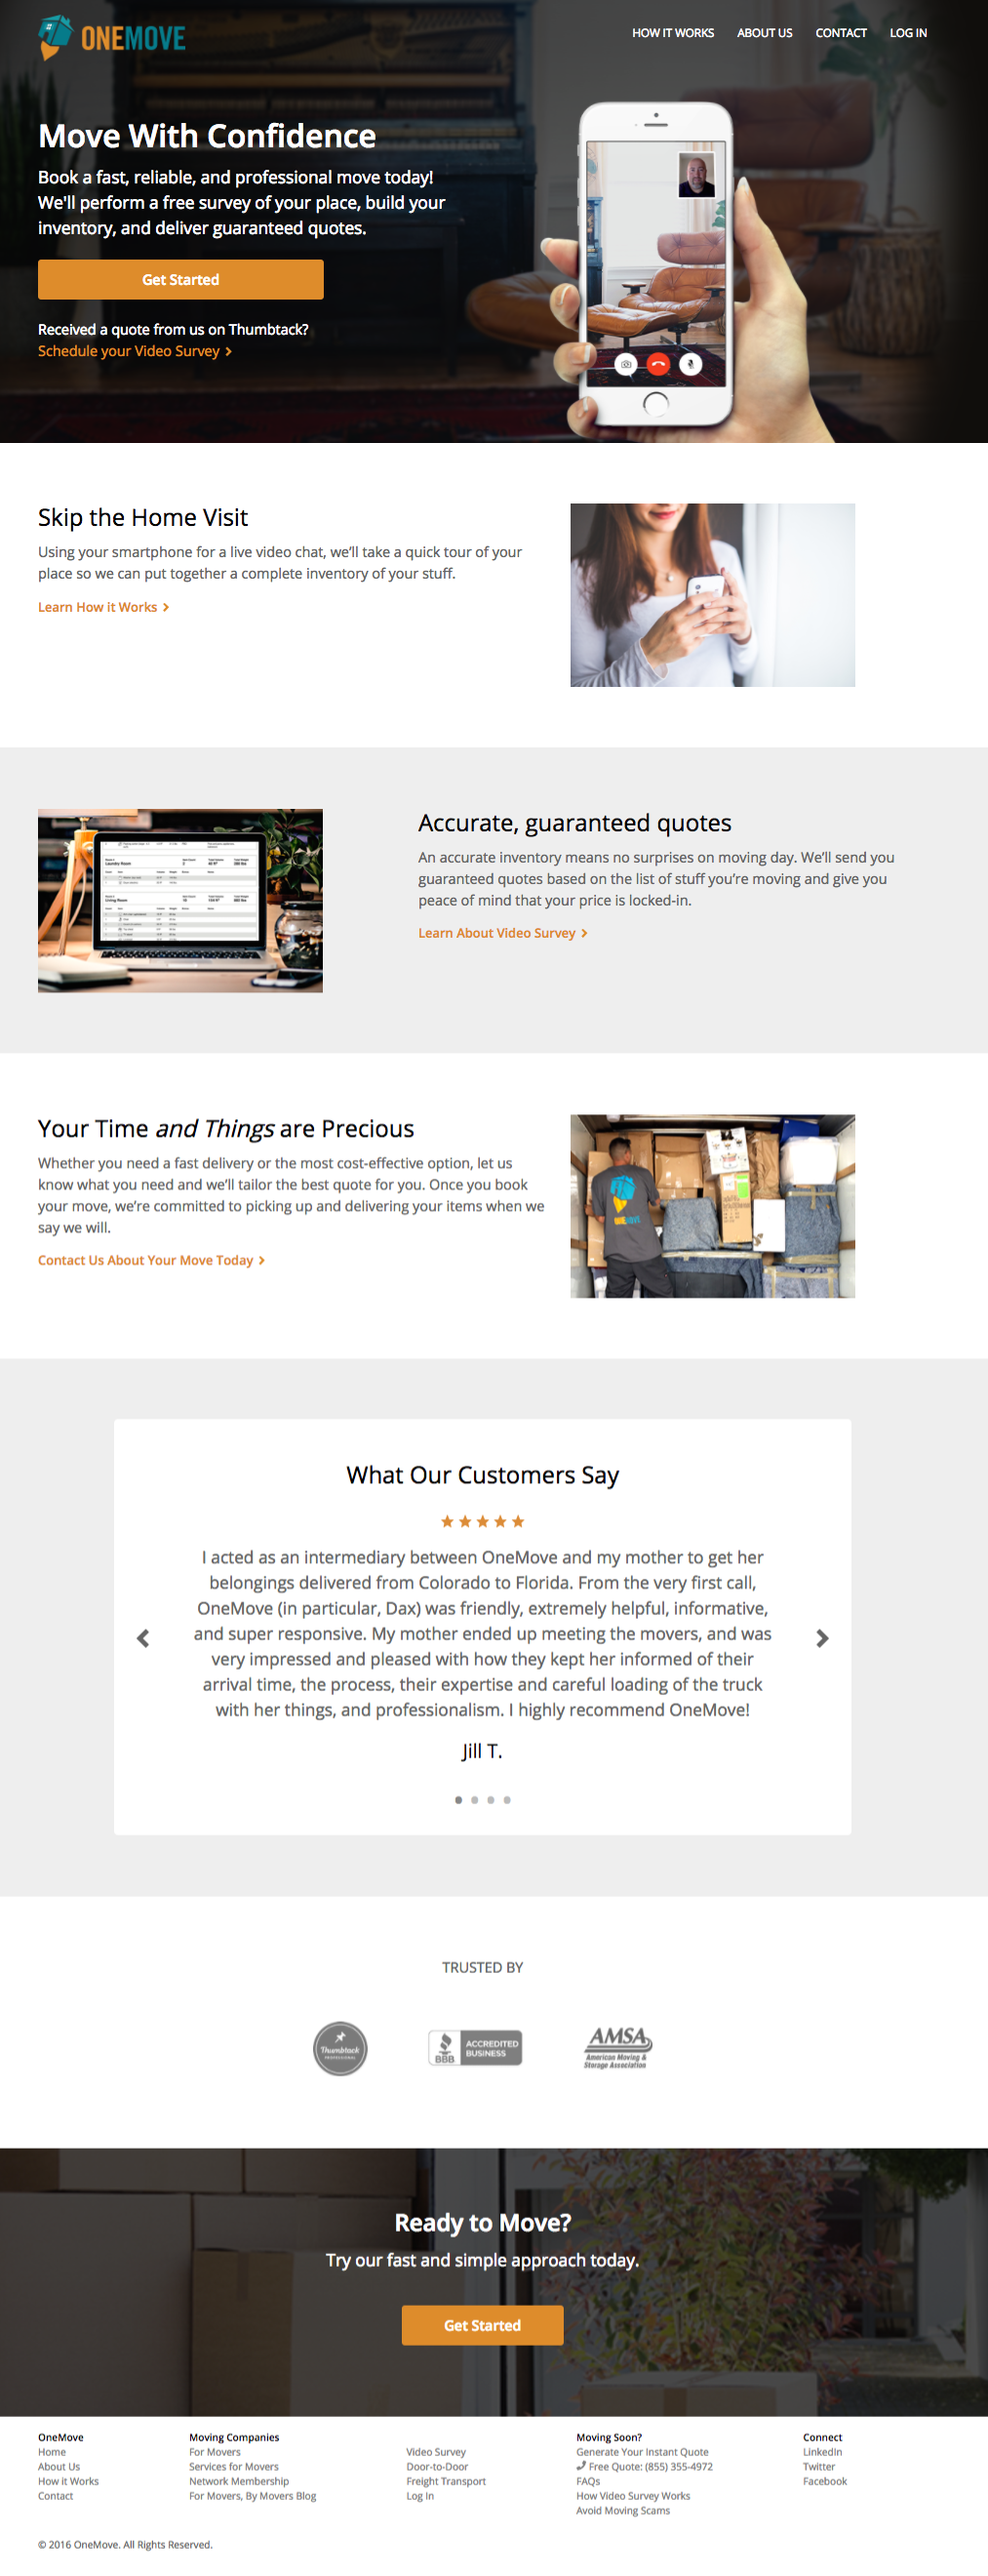 ONEMOVE
HOW IT WORKS
ABOUT US
CONTACT
LOG IN
Move With Confidence
Book a fast, reliable, and professional move today!
We'll perform a free survey of your place, build your
inventory, and deliver guaranteed quotes.
Get Started
Received a quote from us on Thumbtack?
Schedule your Video Survey
Skip the Home Visit
Using your smartphone for a live video chat, we’ll take a quick tour of your
place so we can put together a complete inventory of your stuff.
Learn How it Works
Laundry Room
Living Room
Accurate, guaranteed quotes
An accurate inventory means no surprises on moving day. We’ll send you
guaranteed quotes based on the list of stuff you’re moving and give you
peace of mind that your price is locked-in.
Learn About Video Survey
Your Time and Things are Precious
Whether you need a fast delivery or the most cost-effective option, let us
know what you need and we’ll tailor the best quote for you. Once you book
your move, we’re committed to picking up and delivering your items when we
say we will.
Contact Us About Your Move Today
ONEMOVE
What Our Customers Say
I acted as an intermediary between OneMove and my mother to get her
belongings delivered from Colorado to Florida. From the very first call,
OneMove (in particular, Dax) was friendly, extremely helpful, informative,
and super responsive. My mother ended up meeting the movers, and was
very impressed and pleased with how they kept her informed of their
arrival time, the process, their expertise and careful loading of the truck
with her things, and professionalism. I highly recommend OneMove!
Jill T.
TRUSTED BY
Thumbtack
PROFESSIONAL
BBB
ACCREDITED
BUSINESS
AMSA
American Moving &
Storage Association
Ready to Move?
Try our fast and simple approach today.
Get Started
OneMove
Home
About Us
How it Works
Contact
Moving Companies
For Movers
Services for Movers
Network Membership
For Movers, By Movers Blog
Video Survey
Door-to-Door
Freight Transport
Log In
Moving Soon?
Generate Your Instant Quote
Free Quote: (855) 355-4972
FAQs
How Video Survey Works
Avoid Moving Scams
Connect
LinkedIn
Twitter
Facebook
© 2016 OneMove. All Rights Reserved.